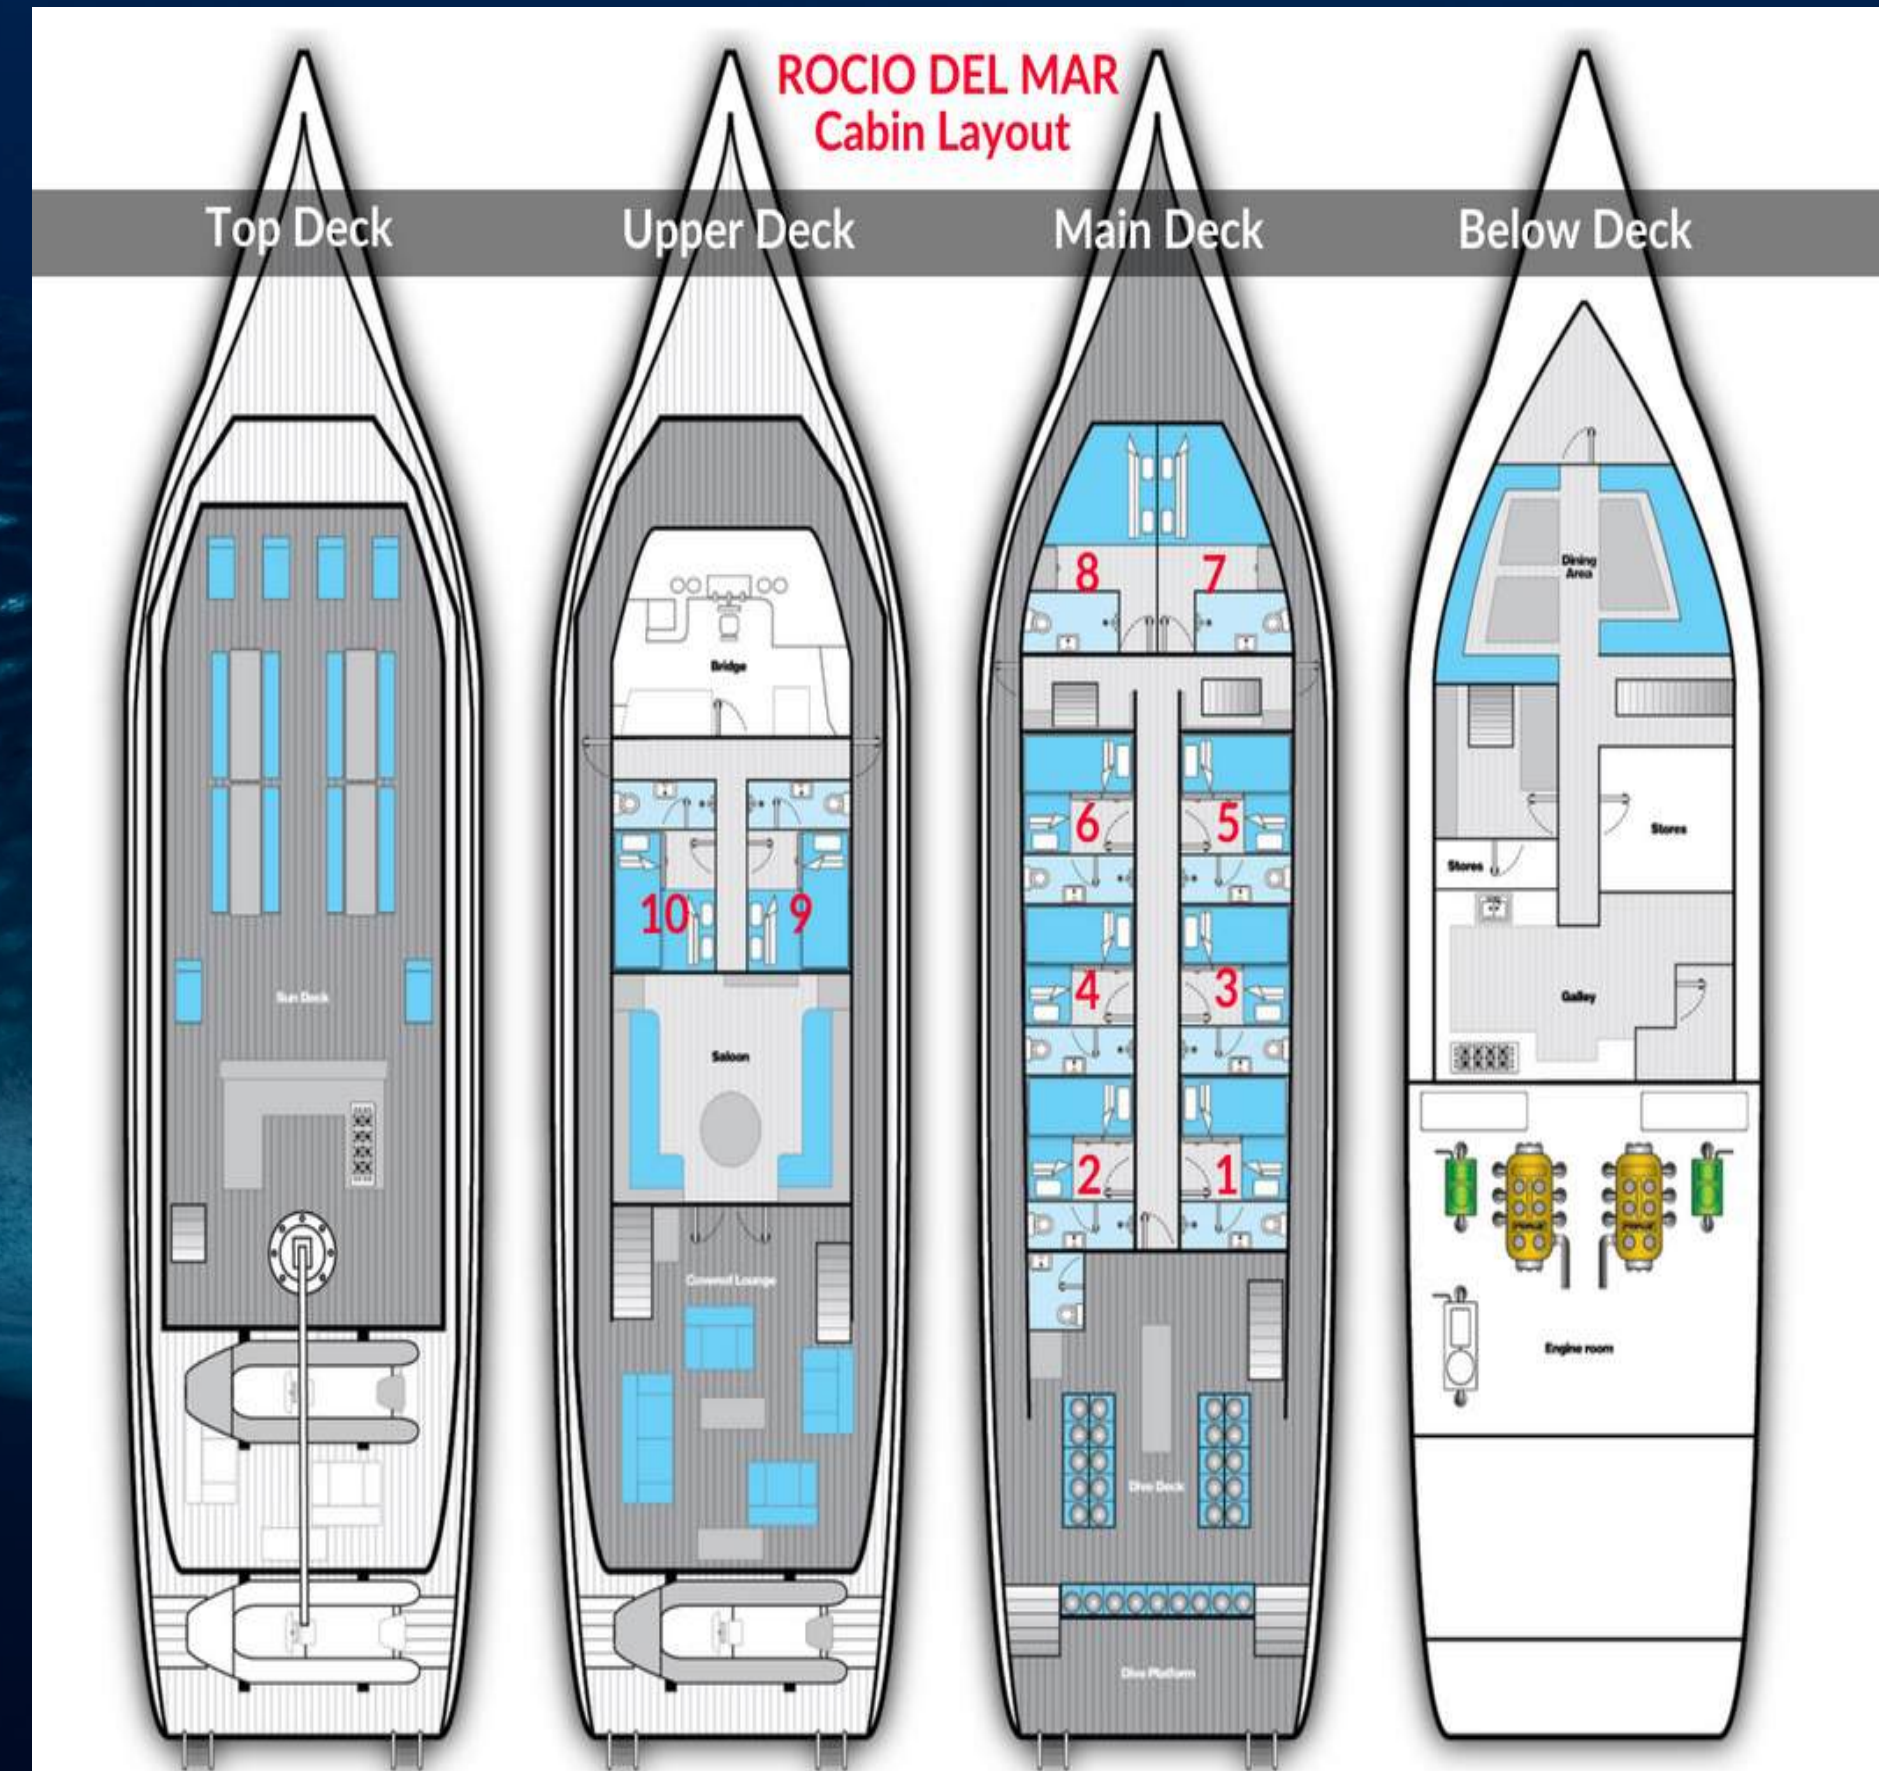 ROCIO DEL MAR
Cabin Layout
Top Deck
Upper Deck
Main Deck
Below Deck
8
7
Dining
Area
Bridge
6
5
Stores
Stores
10
9
4
3
Sun Deck
Galley
Saloon
2
1
Covered Lounge
Engine room
Dive Deck
Dive Platform